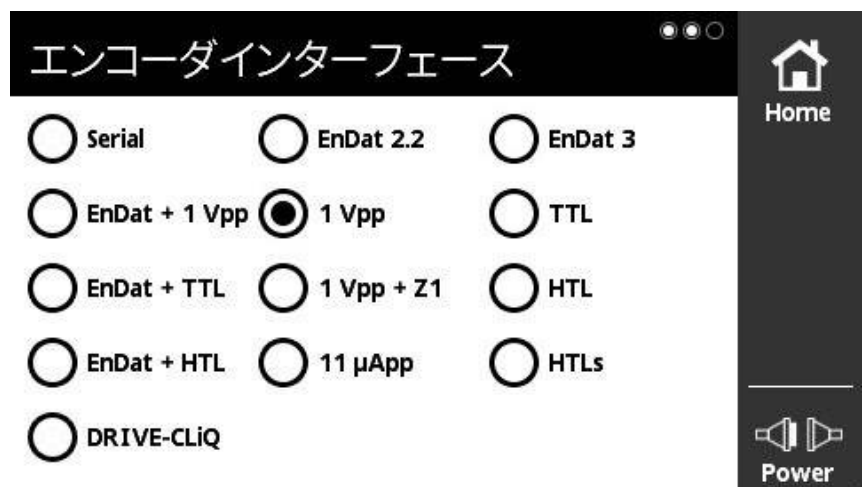 エンコーダインターフェース
Home
Serial EnDat 2.2 EnDat 3
EnDat + 1 Vpp 1 Vpp TTL
EnDat + TTL 1 Vpp + Z1 HTL
EnDat + HTL 11 µApp HTLs
DRIVE-CLiQ
Power